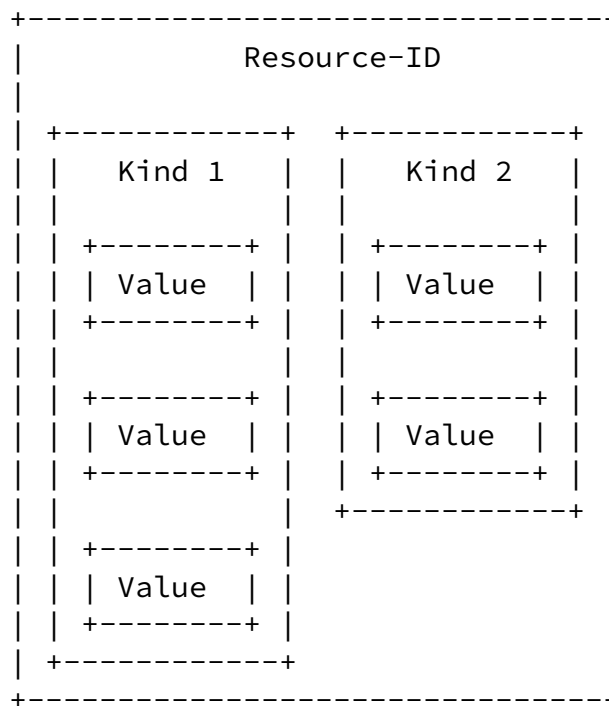 Resource-ID
Kind 1 Kind 2
Value Value
Value Value
Value